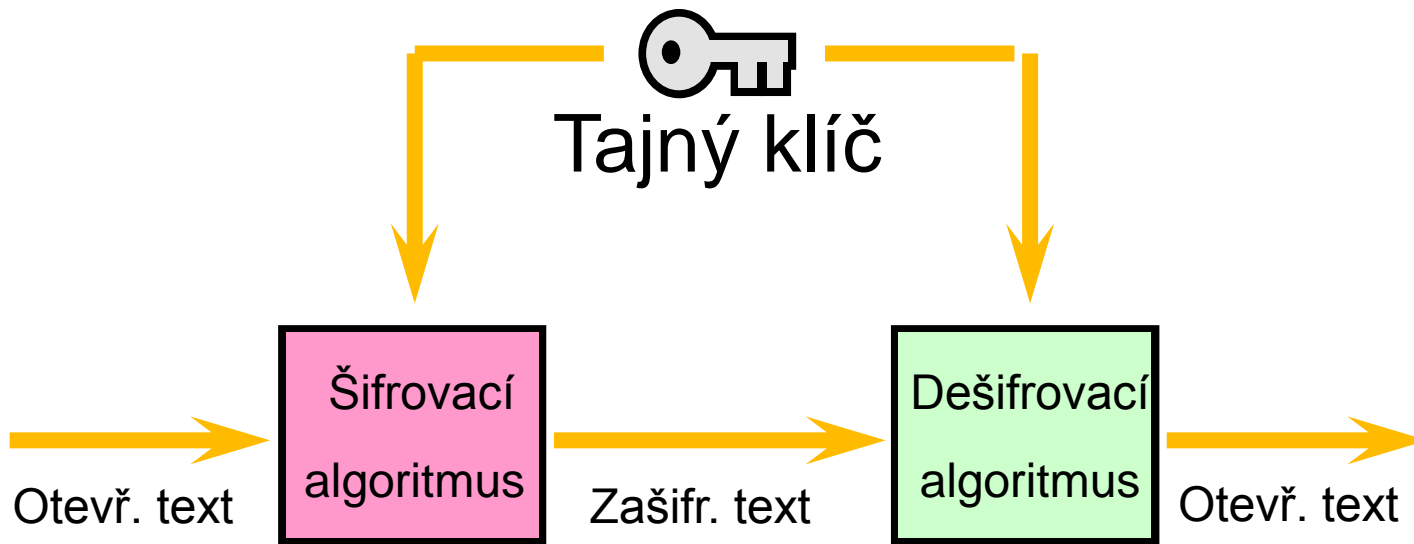 Tajný klíč
Šifrovací
algoritmus
Dešifrovací
algoritmus
Otevř. text
Zašifr. text
Otevř. text